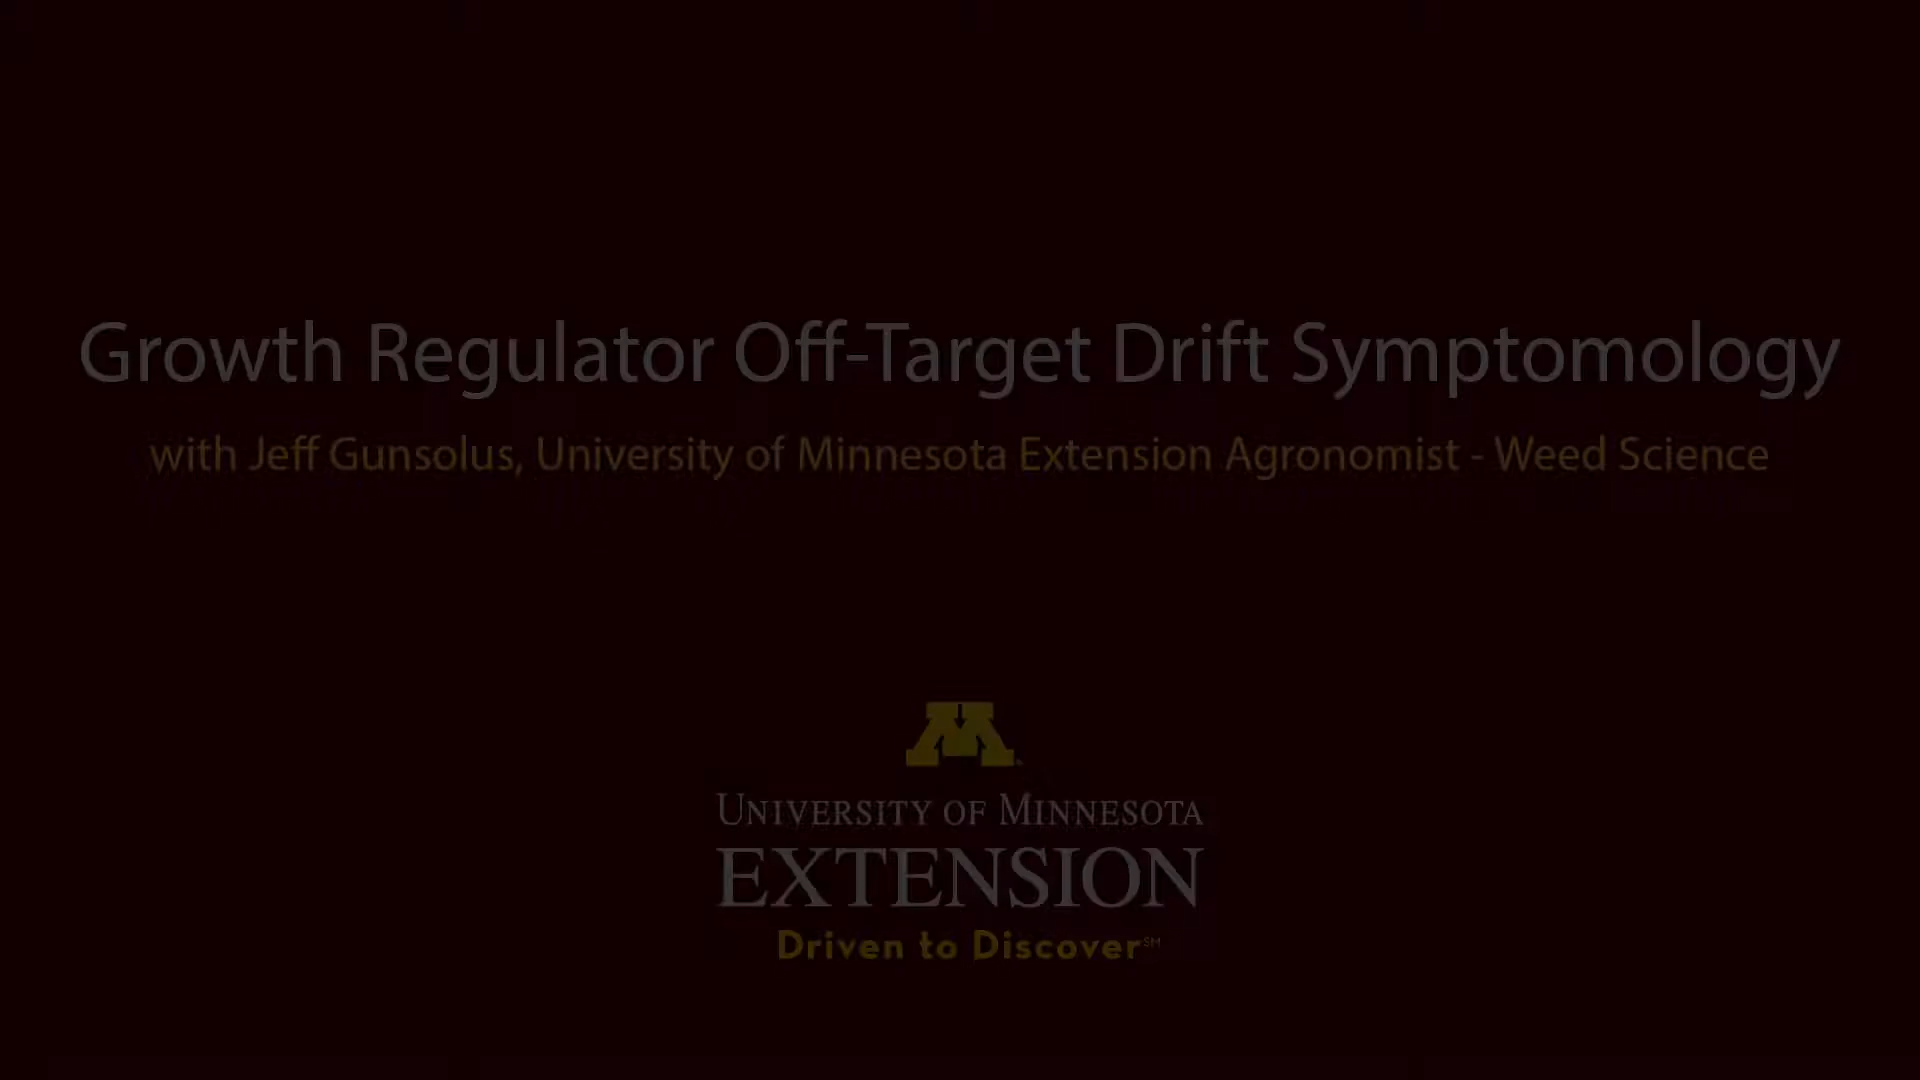 Growth Regulator Off-Target Drift Symptomology
with Jeff Gunsolus, University of Minnesota Extension Agronomist - Weed Science
M
UNIVERSITY OF MINNESOTA
EXTENSION
Driven to Discover℠